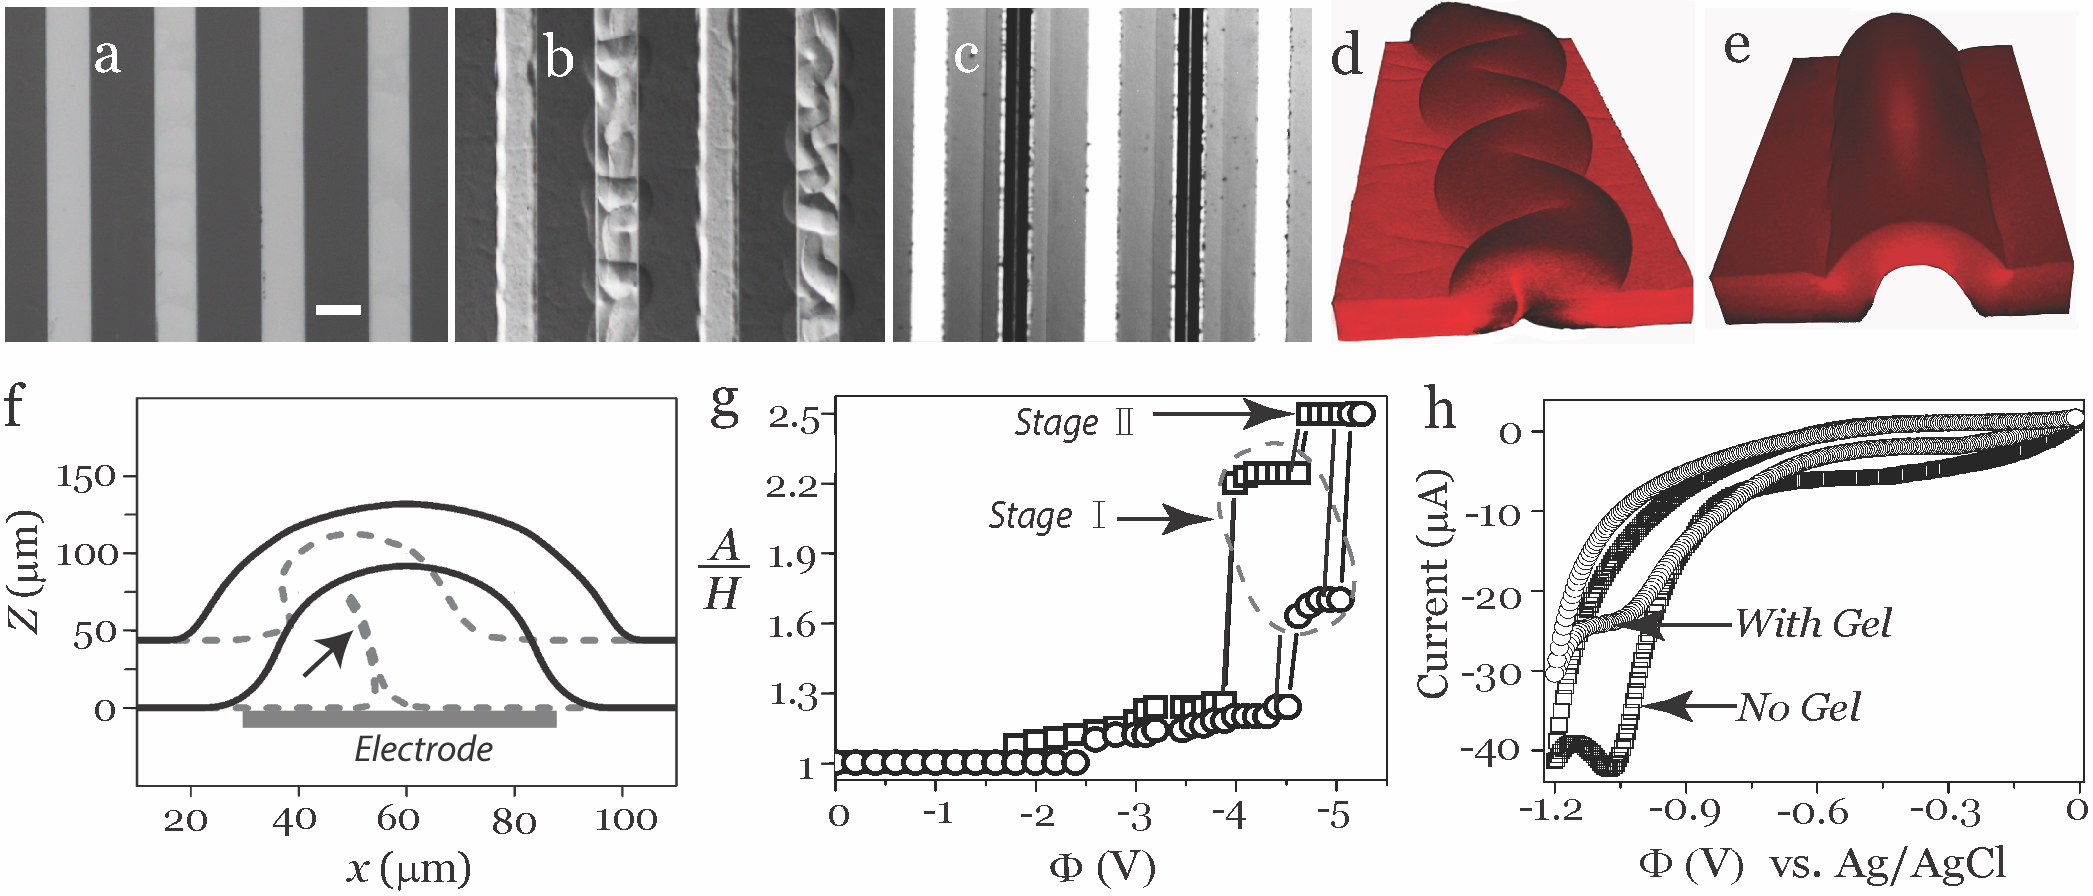 a
b
c
d
e
f
150
100
50
0
Z (μm)
Electrode
20
40
60
80
100
x (μm)
g
2.5
2.2
1.9
1.6
1.3
1
A
H
Stage II
Stage I
0
-1
-2
-3
-4
-5
Φ (V)
h
0
-10
-20
-30
-40
Current (μA)
With Gel
No Gel
-1.2
-0.9
-0.6
-0.3
0
Φ (V) vs. Ag/AgCl